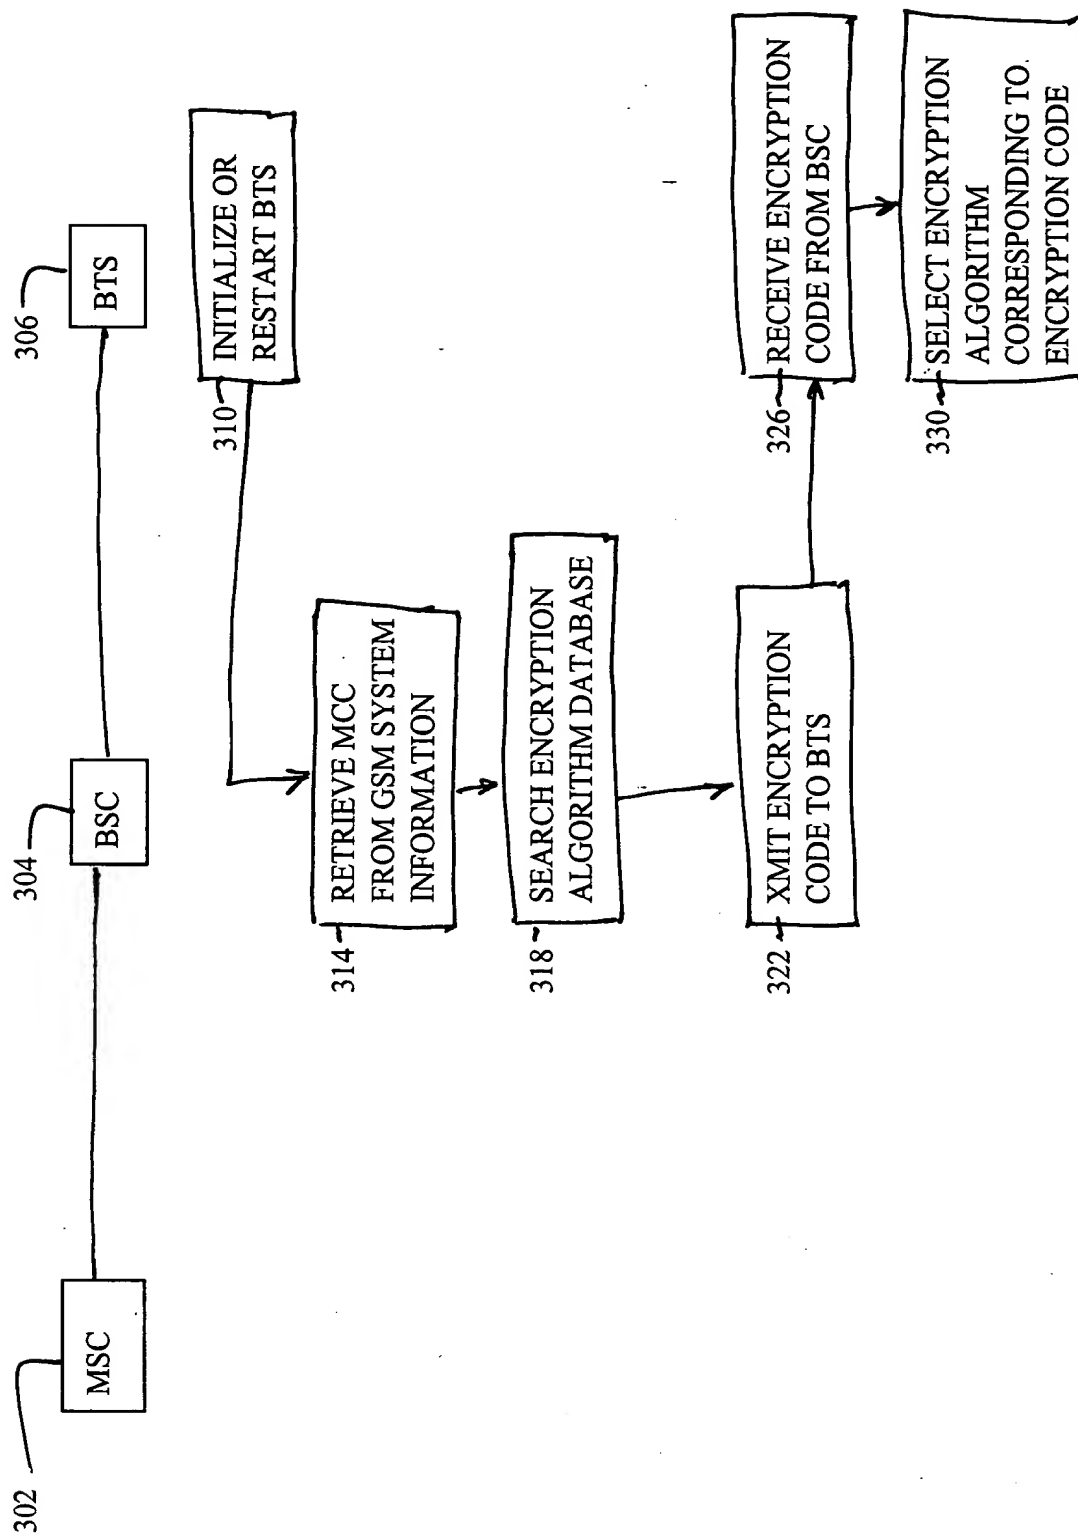 302
MSC
304
BSC
306
BTS
310
INITIALIZE OR
RESTART BTS
314
RETRIEVE MCC
FROM GSM SYSTEM
INFORMATION
318
SEARCH ENCRYPTION
ALGORITHM DATABASE
322
XMIT ENCRYPTION
CODE TO BTS
326
RECEIVE ENCRYPTION
CODE FROM BSC
330
SELECT ENCRYPTION
ALGORITHM
CORRESPONDING TO
ENCRYPTION CODE